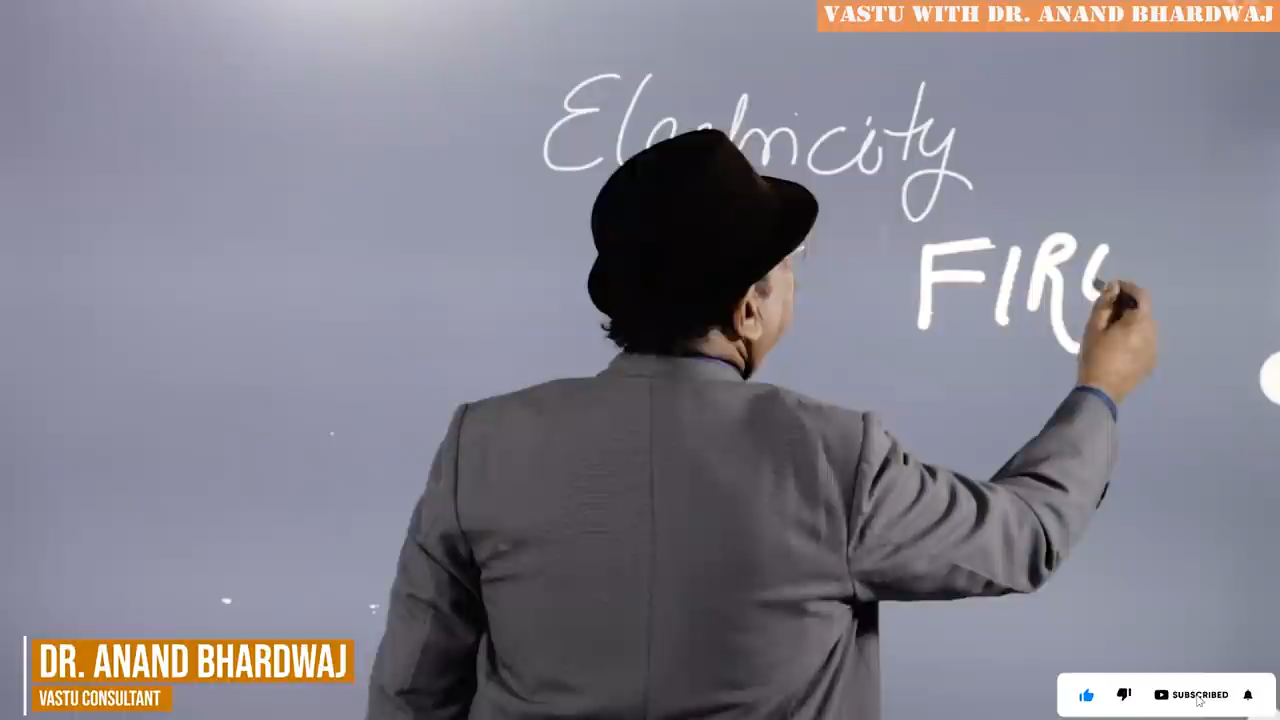 VASTU WITH DR. ANAND BHARDWAJ
Electricity
FIR
DR. ANAND BHARDWAJ
VASTU CONSULTANT
SUBSCRIBED